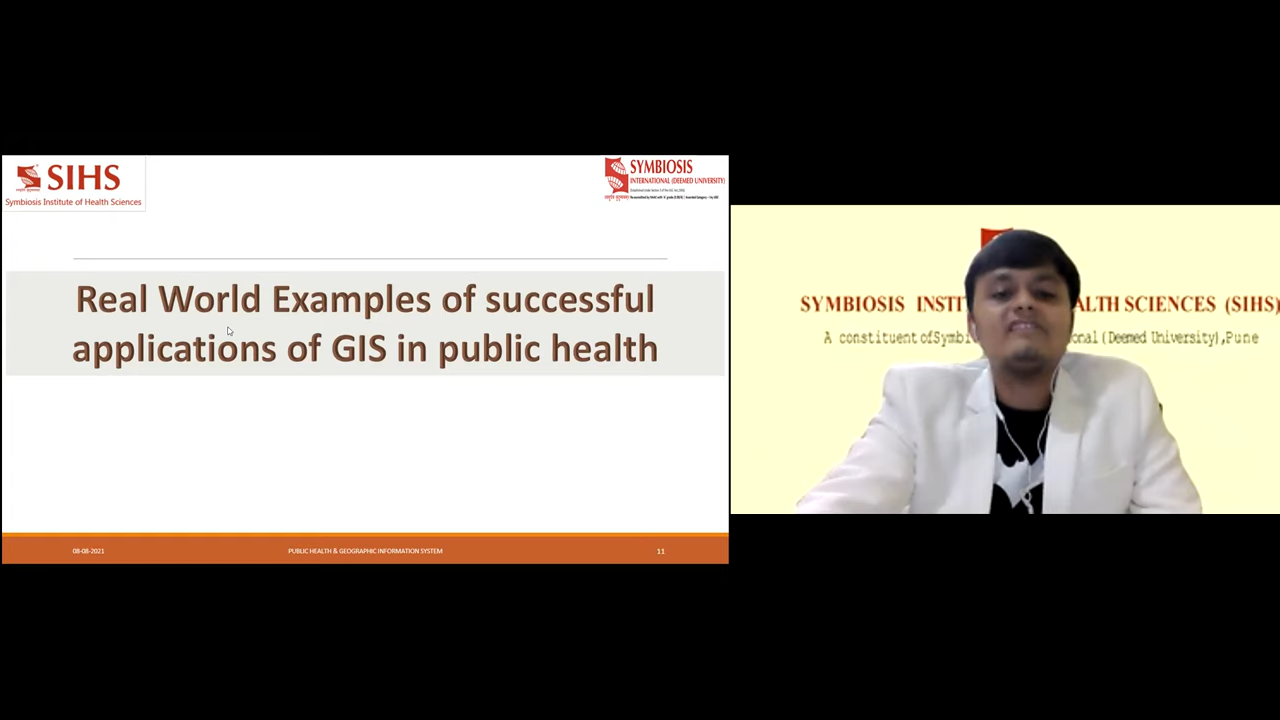 SIHS
Symbiosis Institute of Health Sciences
SYMBIOSIS
INTERNATIONAL (DEEMED UNIVERSITY)
Real World Examples of successful
applications of GIS in public health
08-08-2021
PUBLIC HEALTH & GEOGRAPHIC INFORMATION SYSTEM
11
SYMBIOSIS INSTI ALTH SCIENCES (SIHS)
A constituent of Symbi onal (Deemed University), Pune